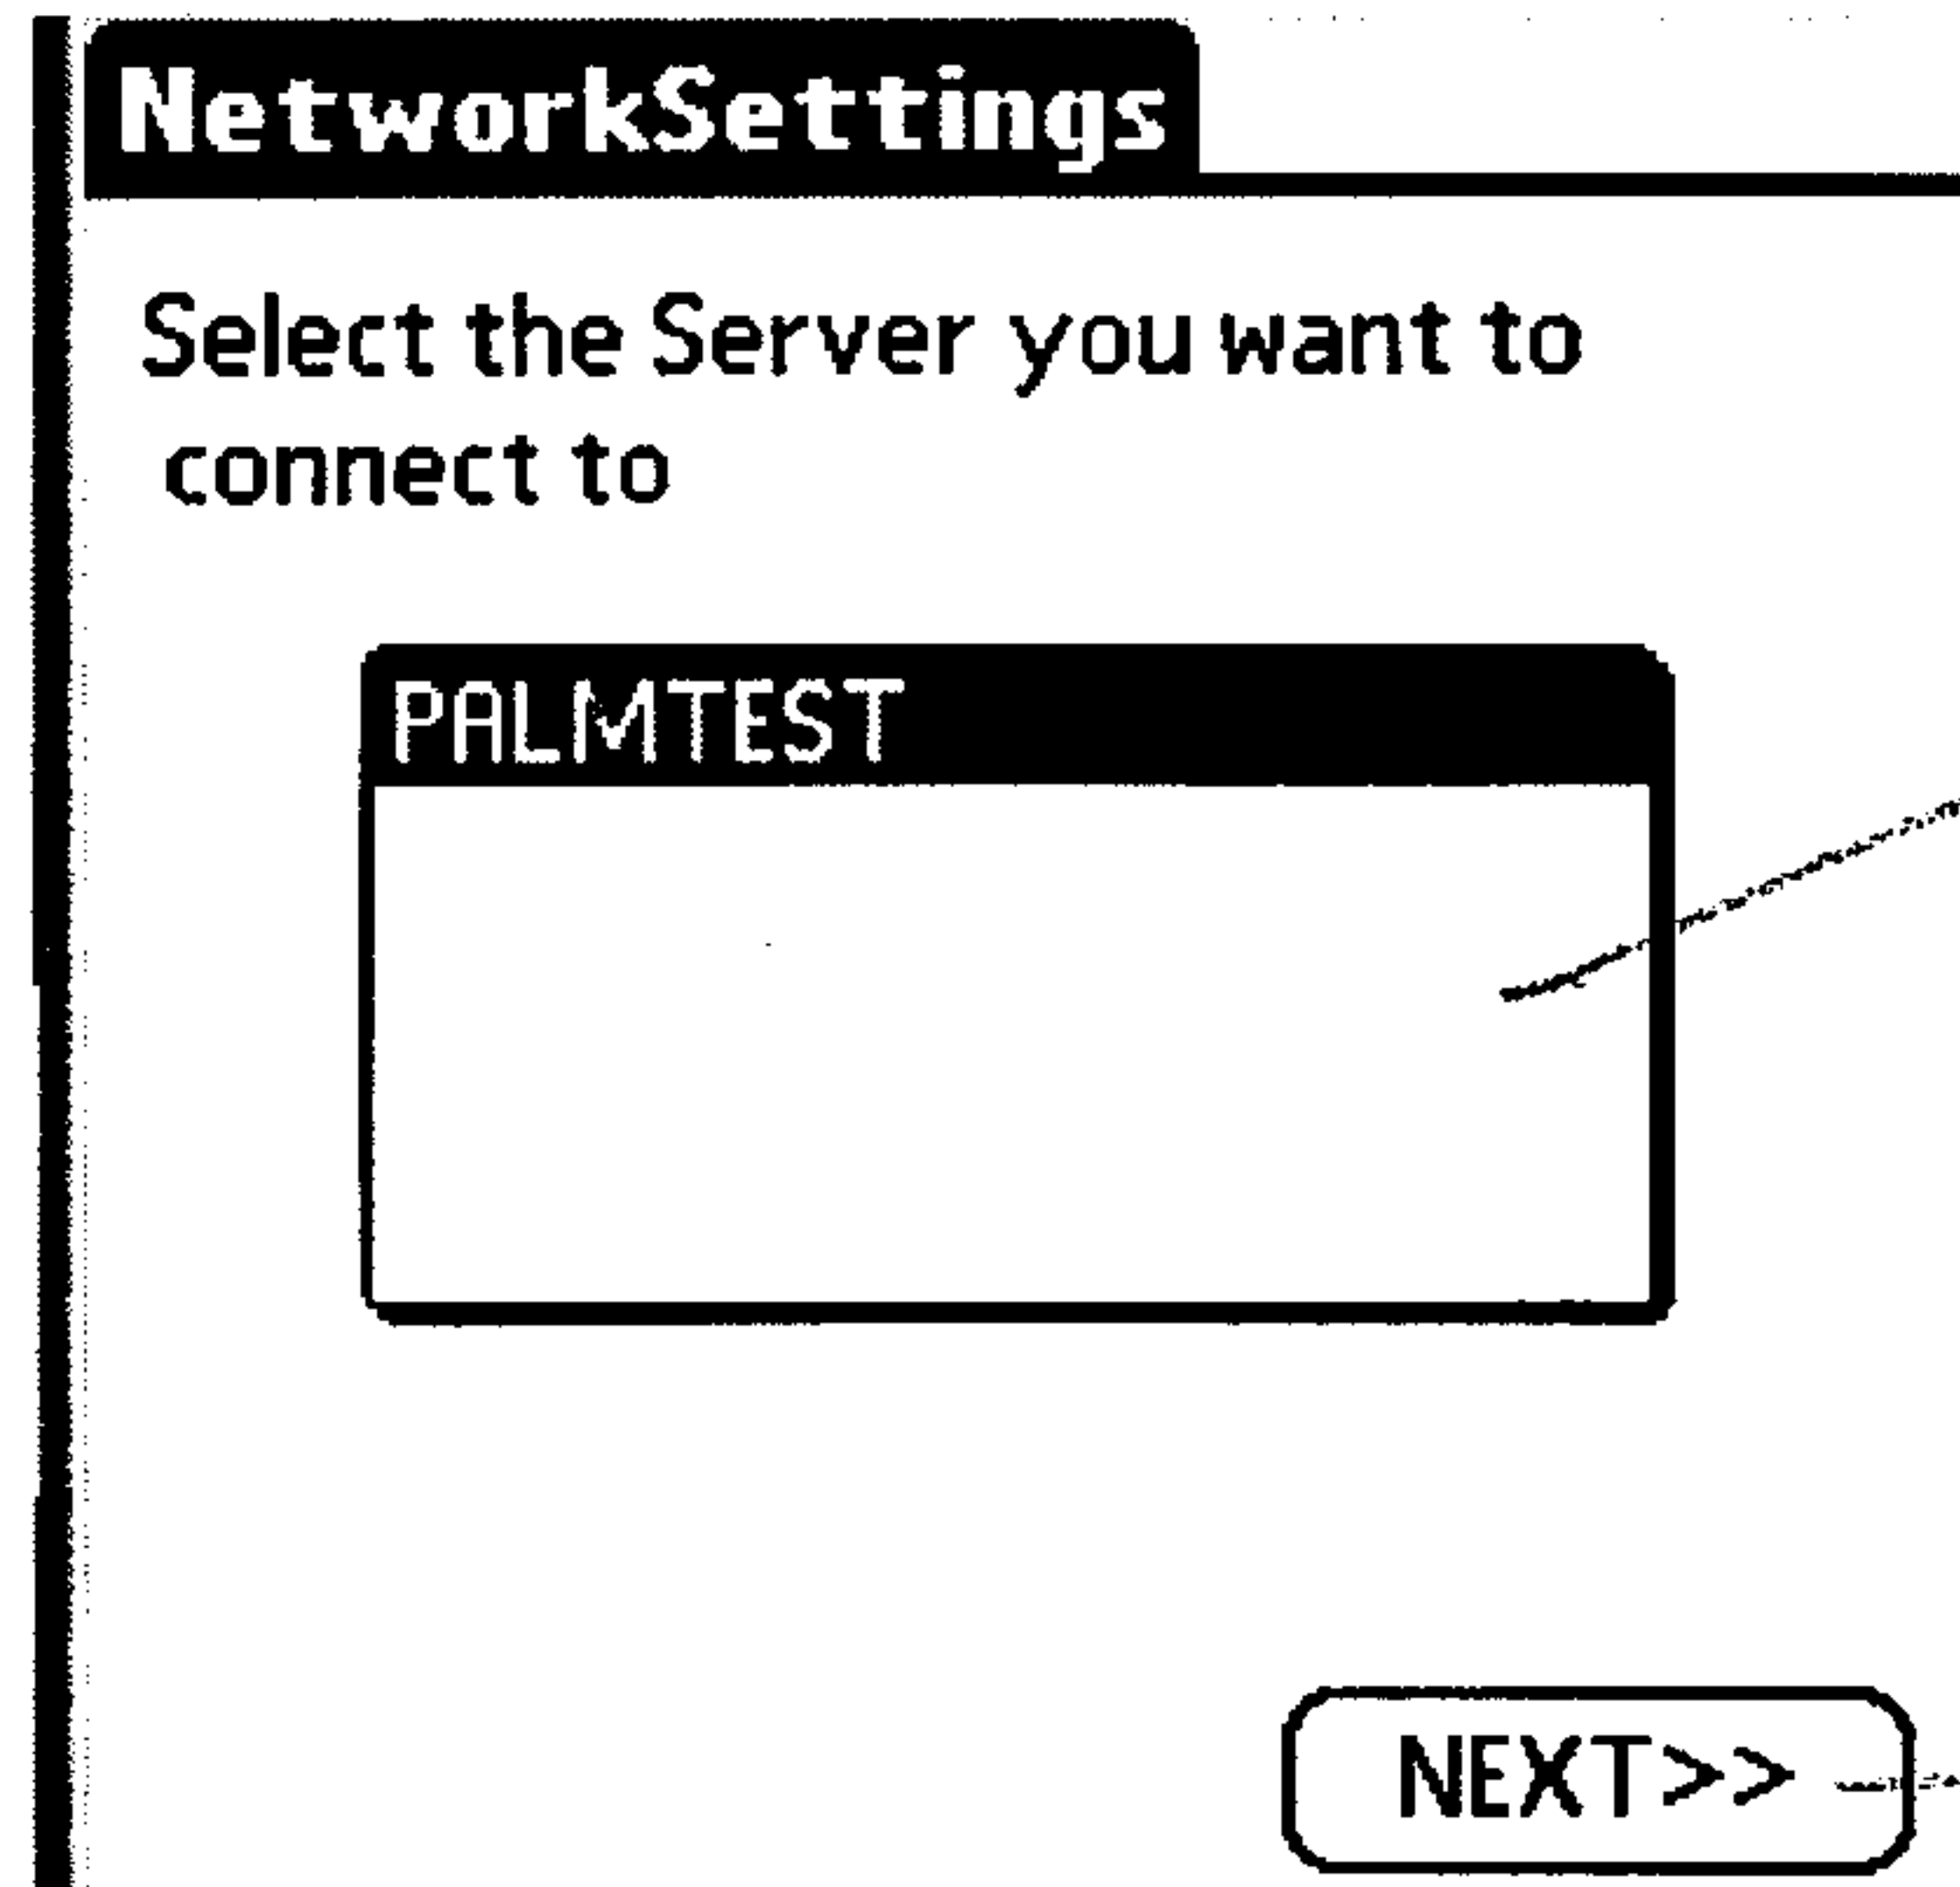 NetworkSettings
Select the Server you want to
connect to
PALMTEST
NEXT>>